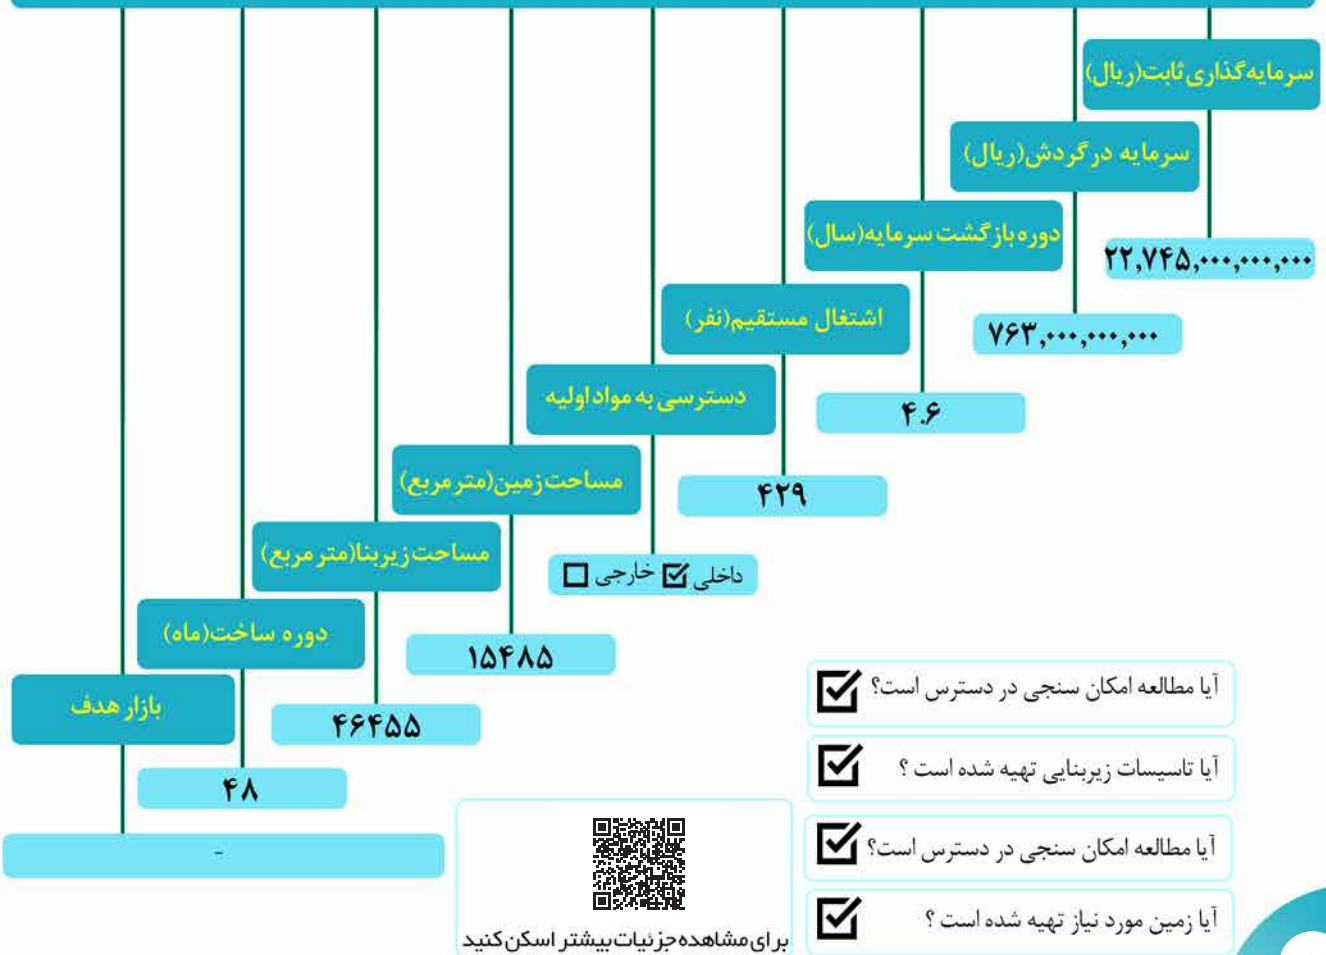 سرمایه‌گذاری ثابت(ریال)
۲۲,۷۴۵,۰۰۰,۰۰۰,۰۰۰
سرمایه در گردش(ریال)
۷۶۳,۰۰۰,۰۰۰,۰۰۰
دوره بازگشت سرمایه(سال)
۴.۶
اشتغال مستقیم(نفر)
۴۲۹
دسترسی به مواد اولیه
داخلی ☑ خارجی ☐
مساحت زمین(متر مربع)
۱۵۴۸۵
مساحت زیربنا(متر مربع)
۴۶۴۵۵
دوره ساخت(ماه)
۴۸
بازار هدف
-
آیا مطالعه امکان سنجی در دسترس است؟ ☑
آیا تاسیسات زیربنایی تهیه شده است ؟ ☑
آیا مطالعه امکان سنجی در دسترس است؟ ☑
آیا زمین مورد نیاز تهیه شده است ؟ ☑
برای مشاهده جزئیات بیشتر اسکن کنید